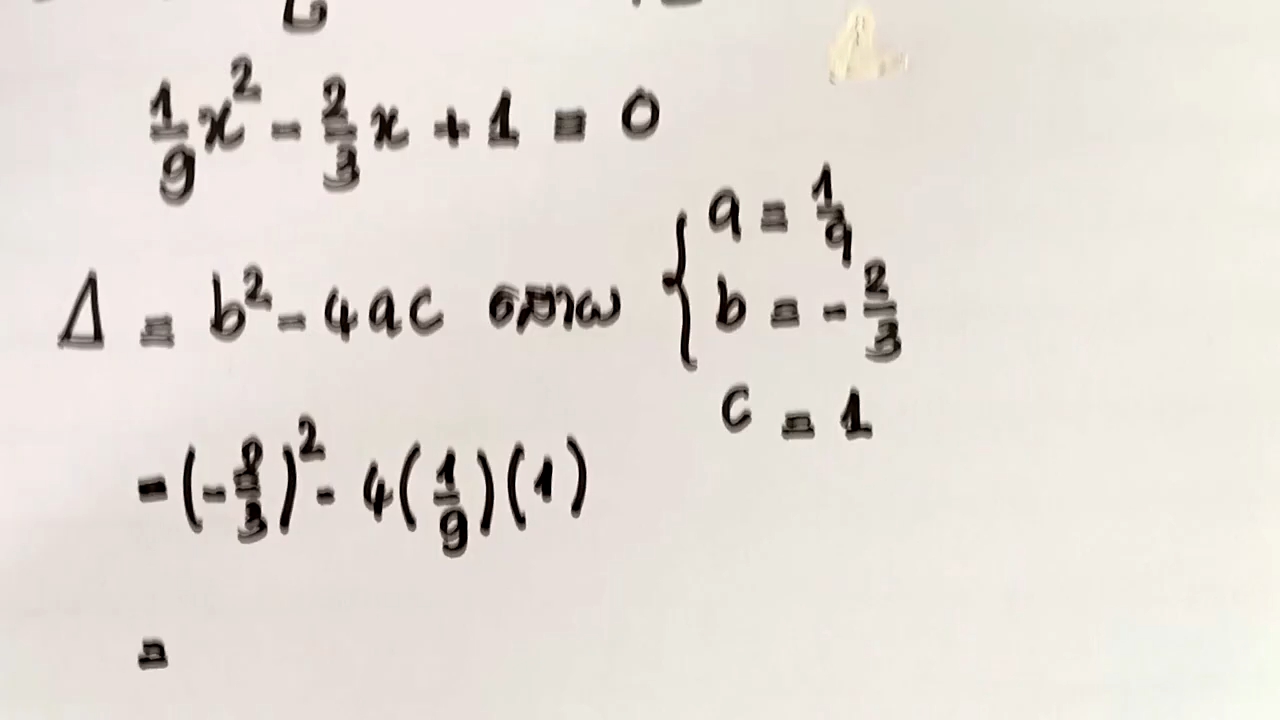 1/9 x² - 2/3 x + 1 = 0
Δ = b² - 4ac { a = 1/9
b = - 2/3
c = 1
= (- 2/3)² - 4(1/9)(1)
=